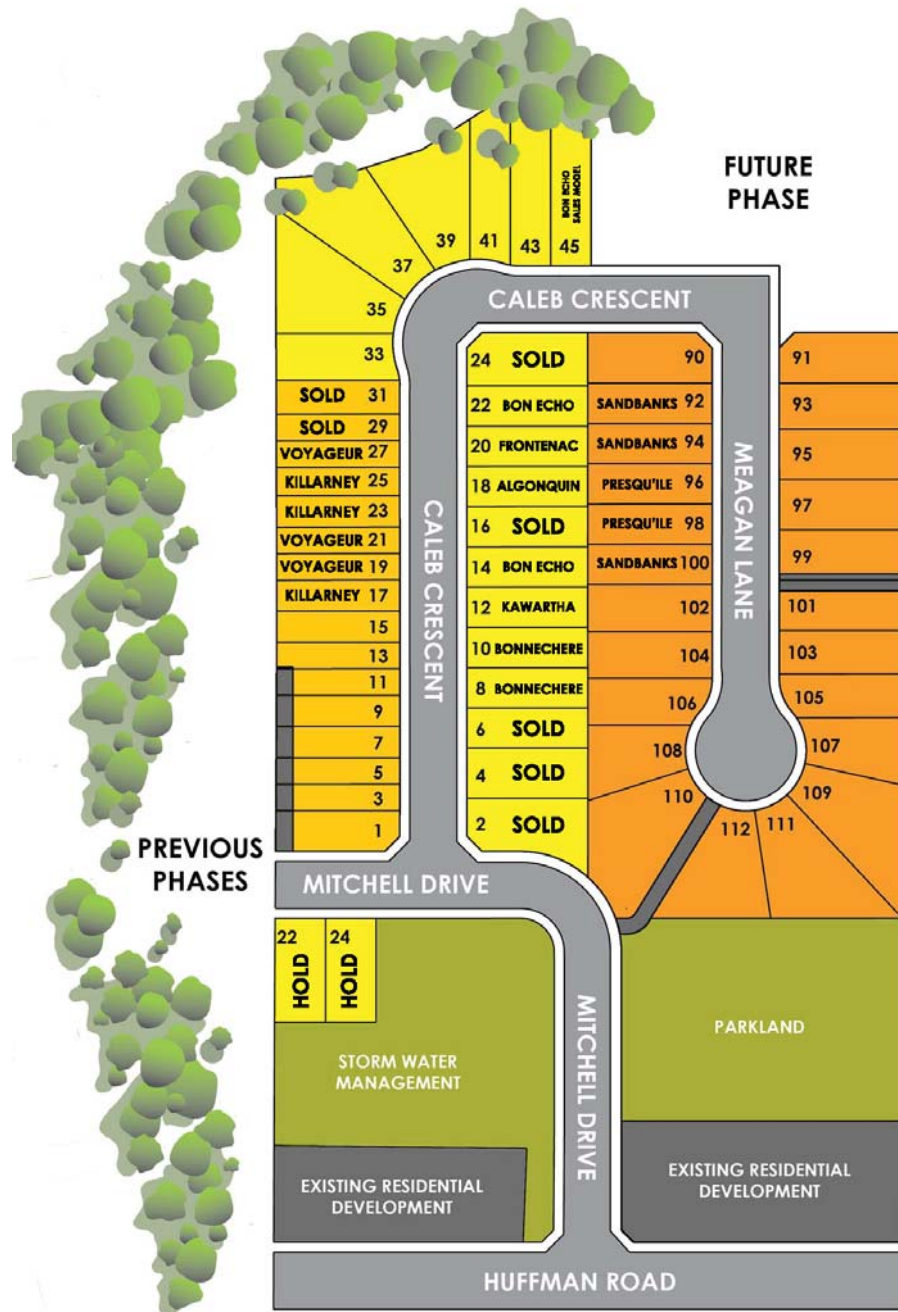 FUTURE
PHASE
BON ECHO
SALES MODEL
39
41
43
45
37
35
33
CALEB CRESCENT
SOLD 31
SOLD 29
VOYAGEUR 27
KILLARNEY 25
KILLARNEY 23
VOYAGEUR 21
VOYAGEUR 19
KILLARNEY 17
15
13
11
9
7
5
3
1
CALEB CRESCENT
24 SOLD
22 BON ECHO
20 FRONTENAC
18 ALGONQUIN
16 SOLD
14 BON ECHO
12 KAWARTHA
10 BONNECHERE
8 BONNECHERE
6 SOLD
4 SOLD
2 SOLD
90
SANDBANKS 92
SANDBANKS 94
PRESQU'ILE 96
PRESQU'ILE 98
SANDBANKS 100
102
104
106
108
110
112
111
109
107
105
103
101
99
97
95
93
91
MEAGAN LANE
PREVIOUS
PHASES
MITCHELL DRIVE
22
HOLD
24
HOLD
MITCHELL DRIVE
STORM WATER
MANAGEMENT
PARKLAND
EXISTING RESIDENTIAL
DEVELOPMENT
EXISTING RESIDENTIAL
DEVELOPMENT
HUFFMAN ROAD